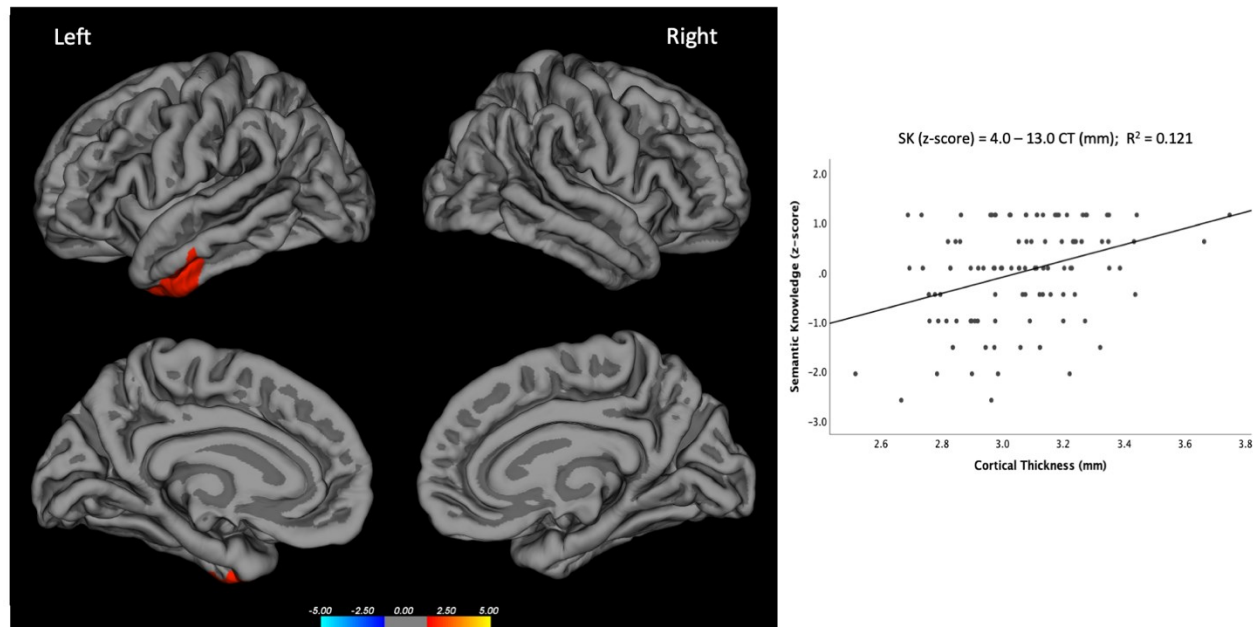 Left
Right
-5.00 -2.50 0.00 2.50 5.00
SK (z-score) = 4.0 – 13.0 CT (mm); R² = 0.121
Semantic Knowledge (z-score)
2.0
1.0
.0
-1.0
-2.0
-3.0
2.6 2.8 3.0 3.2 3.4 3.6 3.8
Cortical Thickness (mm)